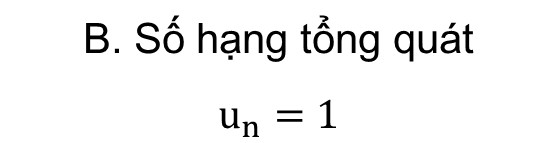 B. Số hạng tổng quát
uₙ = 1